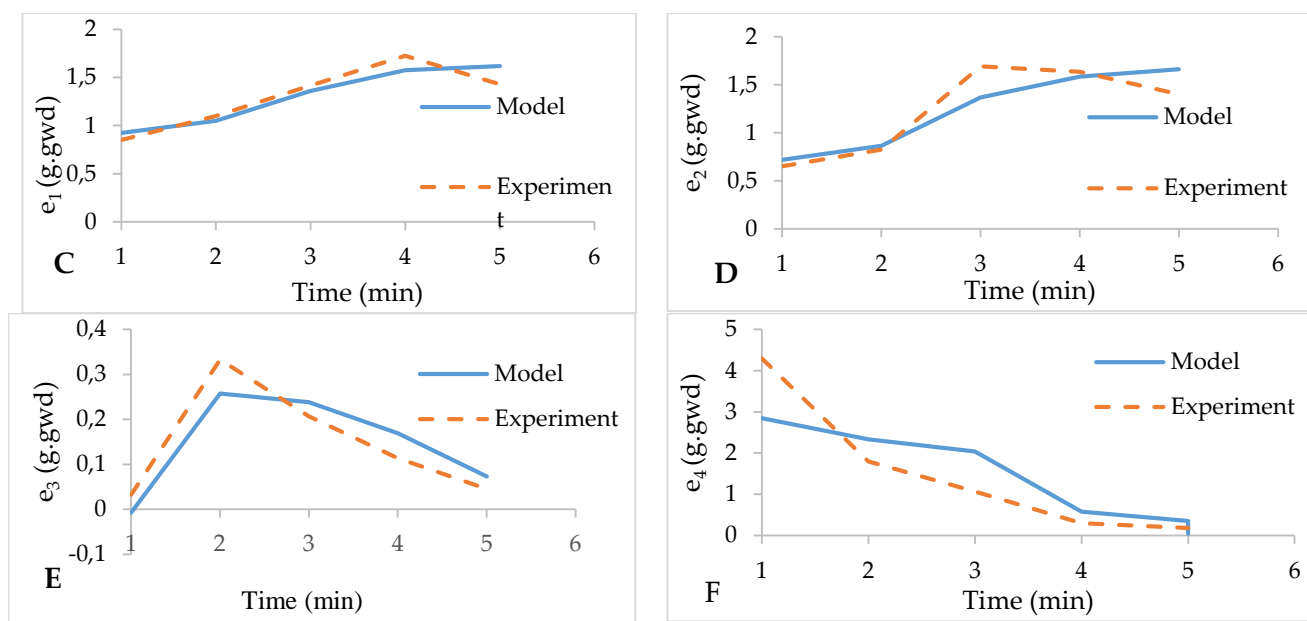 2
1,5
1
0,5
0
e1 (g.gwd)
1 2 3 4 5 6
Time (min)
C
Model
Experimen
t
2
1,5
1
0,5
0
e2 (g.gwd)
1 2 3 4 5 6
Time (min)
D
Model
Experiment
0,4
0,3
0,2
0,1
0
-0,1
e3 (g.gwd)
1 2 3 4 5 6
Time (min)
E
Model
Experiment
5
4
3
2
1
0
e4 (g.gwd)
1 2 3 4 5 6
Time (min)
F
Model
Experiment